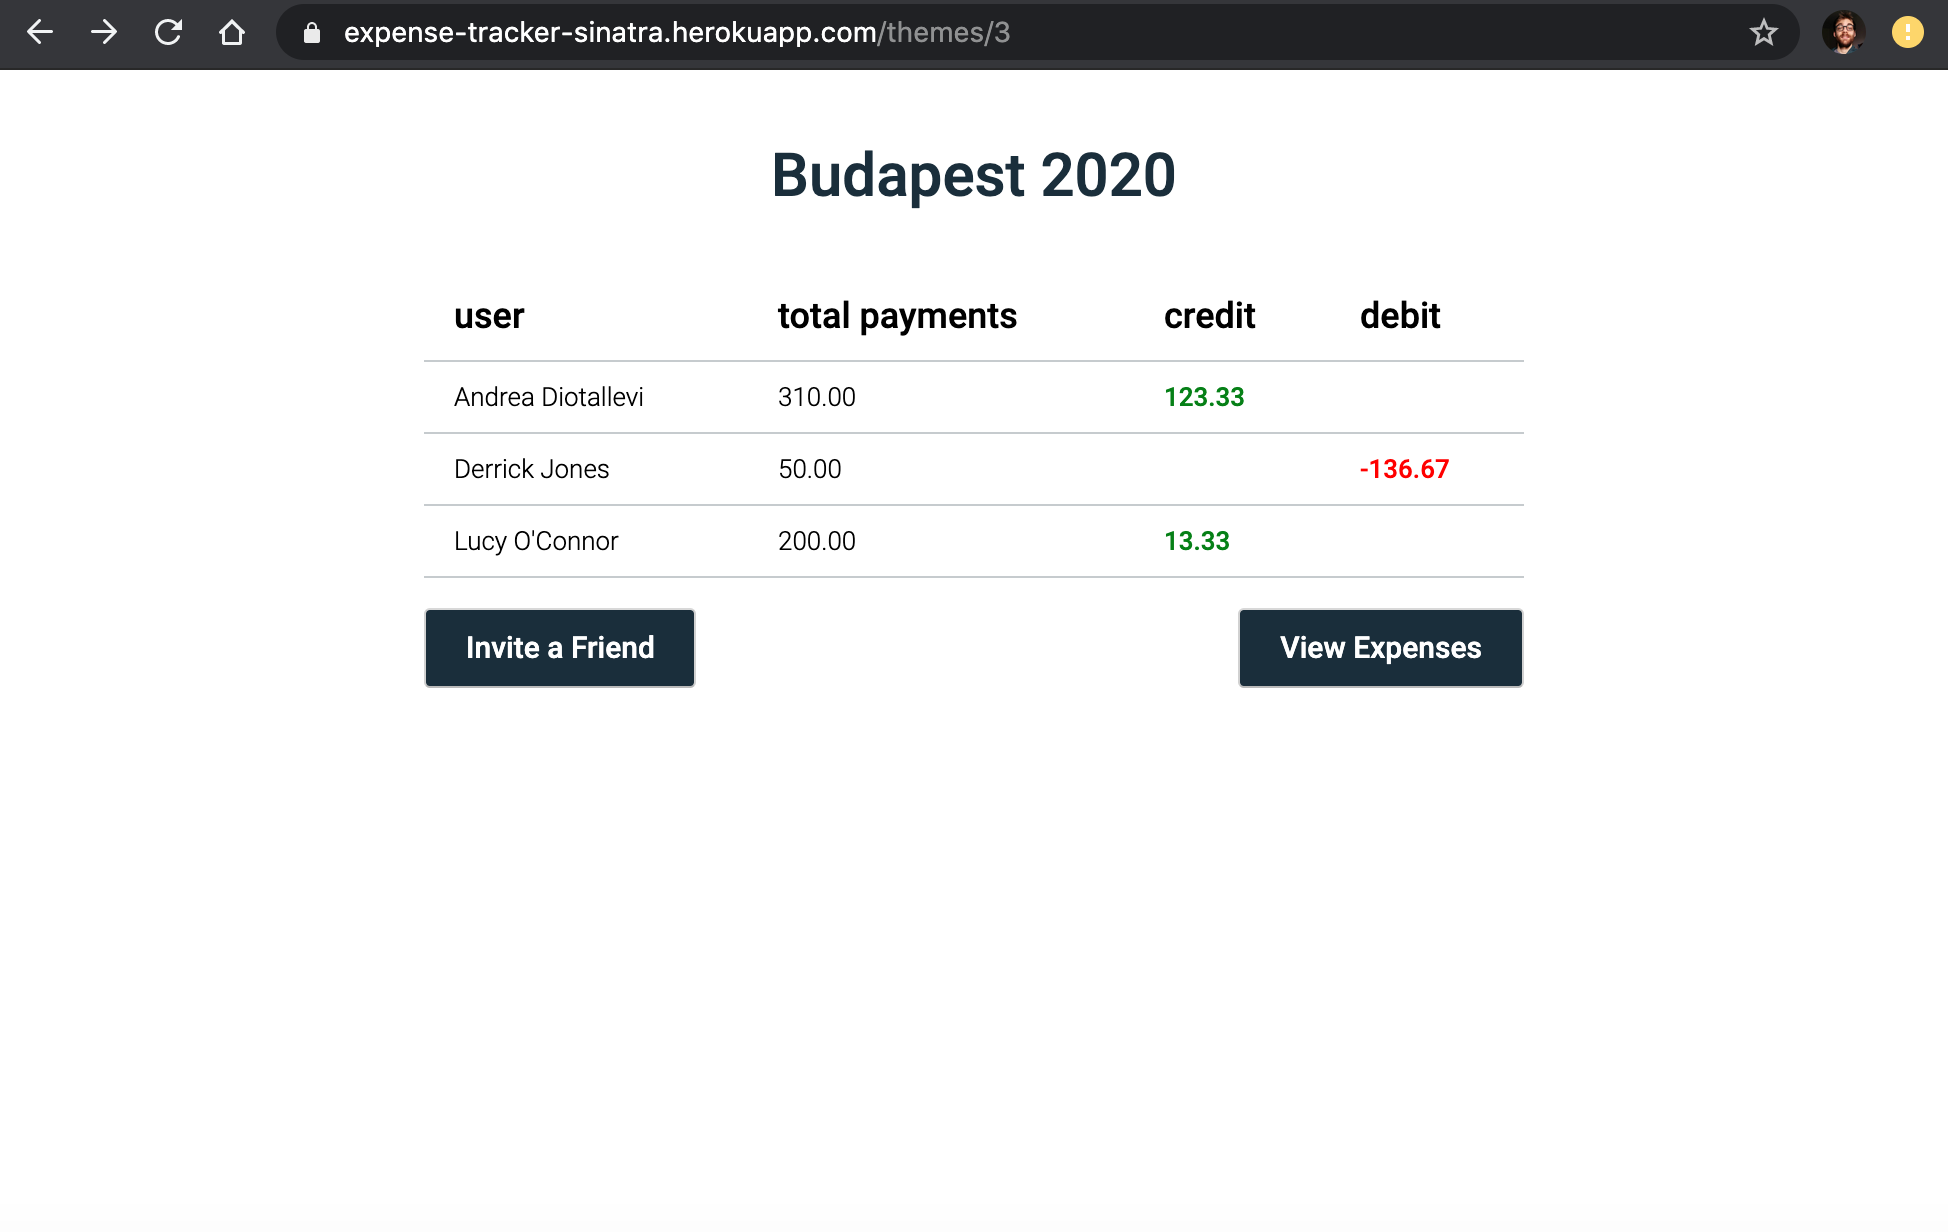 expense-tracker-sinatra.herokuapp.com/themes/3
Budapest 2020
user total payments credit debit
Andrea Diotallevi 310.00 123.33
Derrick Jones 50.00 -136.67
Lucy O'Connor 200.00 13.33
Invite a Friend View Expenses